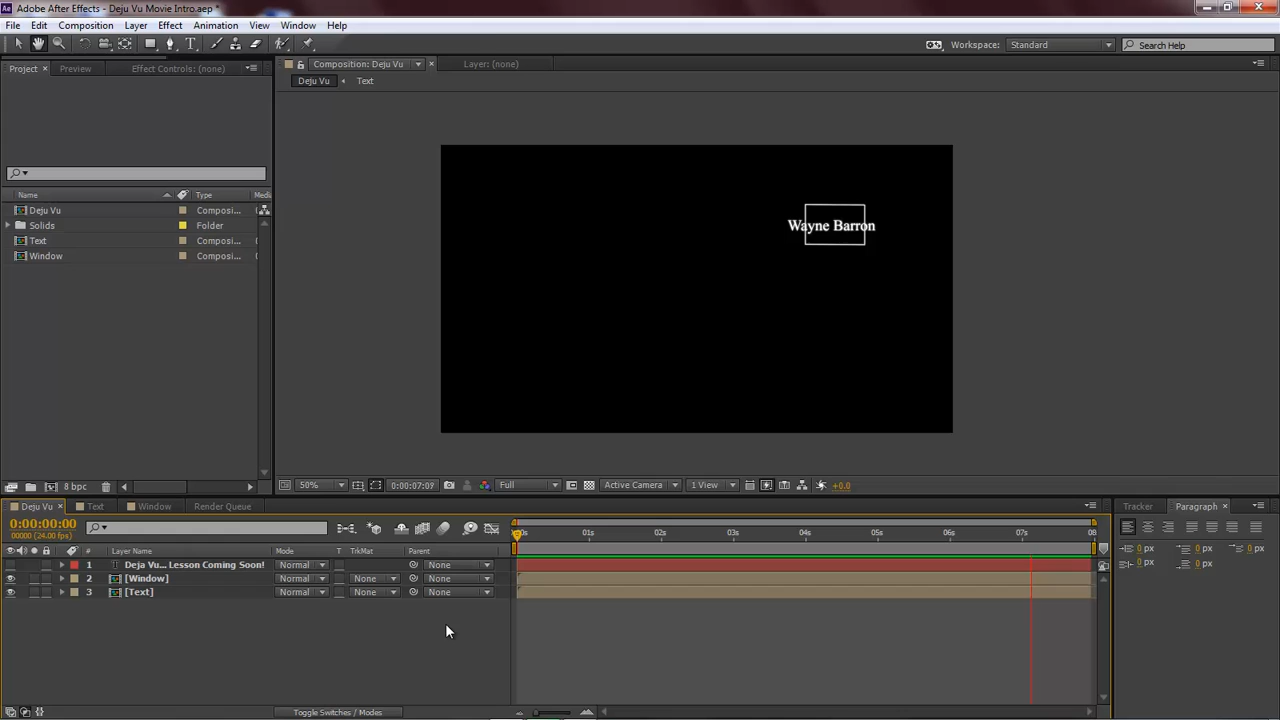 Adobe After Effects - Deju Vu Movie Intro.aep *
File Edit Composition Layer Effect Animation View Window Help
Workspace: Standard Search Help
Project Preview Effect Controls: (none)
Composition: Deju Vu Layer: (none)
Deju Vu Text
Name Type Medi
Deju Vu Composi...
Solids Folder
Text Composi...
Window Composi...
Wayne Barron
8 bpc
50% 0:00:07:09 Full Active Camera 1 View +0.0
Deju Vu Text Window Render Queue
0:00:00:00
00000 (24.00 fps)
01s 02s 03s 04s 05s 06s 07s 08
# Layer Name Mode T TrkMat Parent
1 T Deja Vu... Lesson Coming Soon! Normal None
2 [Window] Normal None None
3 [Text] Normal None None
Toggle Switches / Modes
Tracker Paragraph
0 px 0 px 0 px
0 px 0 px